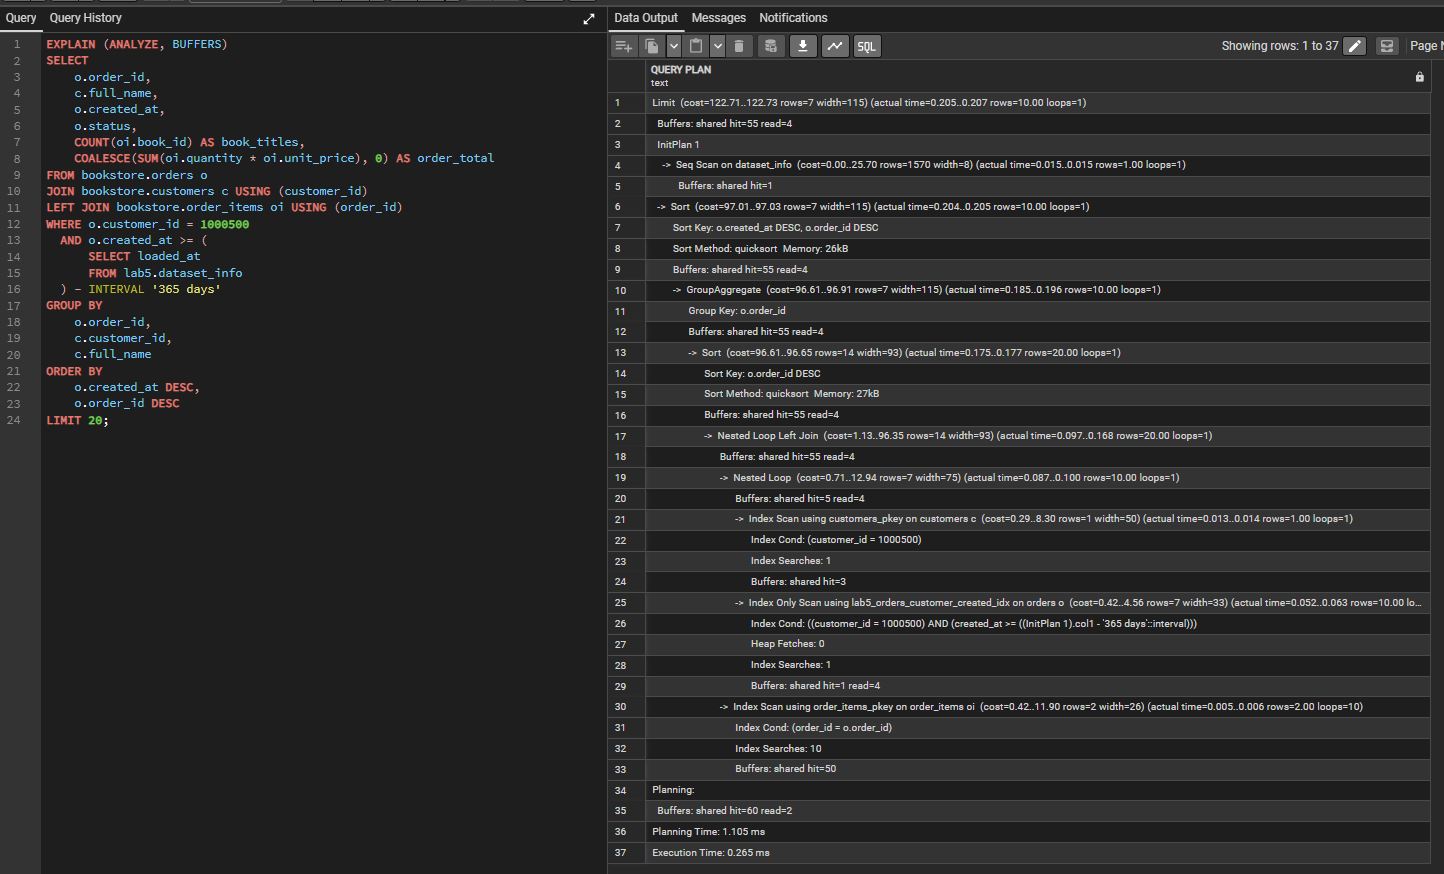 Query Query History
1 EXPLAIN (ANALYZE, BUFFERS)
2 SELECT
3 o.order_id,
4 c.full_name,
5 o.created_at,
6 o.status,
7 COUNT(oi.book_id) AS book_titles,
8 COALESCE(SUM(oi.quantity * oi.unit_price), 0) AS order_total
9 FROM bookstore.orders o
10 JOIN bookstore.customers c USING (customer_id)
11 LEFT JOIN bookstore.order_items oi USING (order_id)
12 WHERE o.customer_id = 1000500
13 AND o.created_at >= (
14 SELECT loaded_at
15 FROM lab5.dataset_info
16 ) - INTERVAL '365 days'
17 GROUP BY
18 o.order_id,
19 c.customer_id,
20 c.full_name
21 ORDER BY
22 o.created_at DESC,
23 o.order_id DESC
24 LIMIT 20;
Data Output Messages Notifications
SQL Showing rows: 1 to 37 Page N
QUERY PLAN
text
1 Limit (cost=122.71..122.73 rows=7 width=115) (actual time=0.205..0.207 rows=10.00 loops=1)
2 Buffers: shared hit=55 read=4
3 InitPlan 1
4 -> Seq Scan on dataset_info (cost=0.00..25.70 rows=1570 width=8) (actual time=0.015..0.015 rows=1.00 loops=1)
5 Buffers: shared hit=1
6 -> Sort (cost=97.01..97.03 rows=7 width=115) (actual time=0.204..0.205 rows=10.00 loops=1)
7 Sort Key: o.created_at DESC, o.order_id DESC
8 Sort Method: quicksort Memory: 26kB
9 Buffers: shared hit=55 read=4
10 -> GroupAggregate (cost=96.61..96.91 rows=7 width=115) (actual time=0.185..0.196 rows=10.00 loops=1)
11 Group Key: o.order_id
12 Buffers: shared hit=55 read=4
13 -> Sort (cost=96.61..96.65 rows=14 width=93) (actual time=0.175..0.177 rows=20.00 loops=1)
14 Sort Key: o.order_id DESC
15 Sort Method: quicksort Memory: 27kB
16 Buffers: shared hit=55 read=4
17 -> Nested Loop Left Join (cost=1.13..96.35 rows=14 width=93) (actual time=0.097..0.168 rows=20.00 loops=1)
18 Buffers: shared hit=55 read=4
19 -> Nested Loop (cost=0.71..12.94 rows=7 width=75) (actual time=0.087..0.100 rows=10.00 loops=1)
20 Buffers: shared hit=5 read=4
21 -> Index Scan using customers_pkey on customers c (cost=0.29..8.30 rows=1 width=50) (actual time=0.013..0.014 rows=1.00 loops=1)
22 Index Cond: (customer_id = 1000500)
23 Index Searches: 1
24 Buffers: shared hit=3
25 -> Index Only Scan using lab5_orders_customer_created_idx on orders o (cost=0.42..4.56 rows=7 width=33) (actual time=0.052..0.063 rows=10.00 lo...
26 Index Cond: ((customer_id = 1000500) AND (created_at >= ((InitPlan 1).col1 - '365 days'::interval)))
27 Heap Fetches: 0
28 Index Searches: 1
29 Buffers: shared hit=1 read=4
30 -> Index Scan using order_items_pkey on order_items oi (cost=0.42..11.90 rows=2 width=26) (actual time=0.005..0.006 rows=2.00 loops=10)
31 Index Cond: (order_id = o.order_id)
32 Index Searches: 10
33 Buffers: shared hit=50
34 Planning:
35 Buffers: shared hit=60 read=2
36 Planning Time: 1.105 ms
37 Execution Time: 0.265 ms